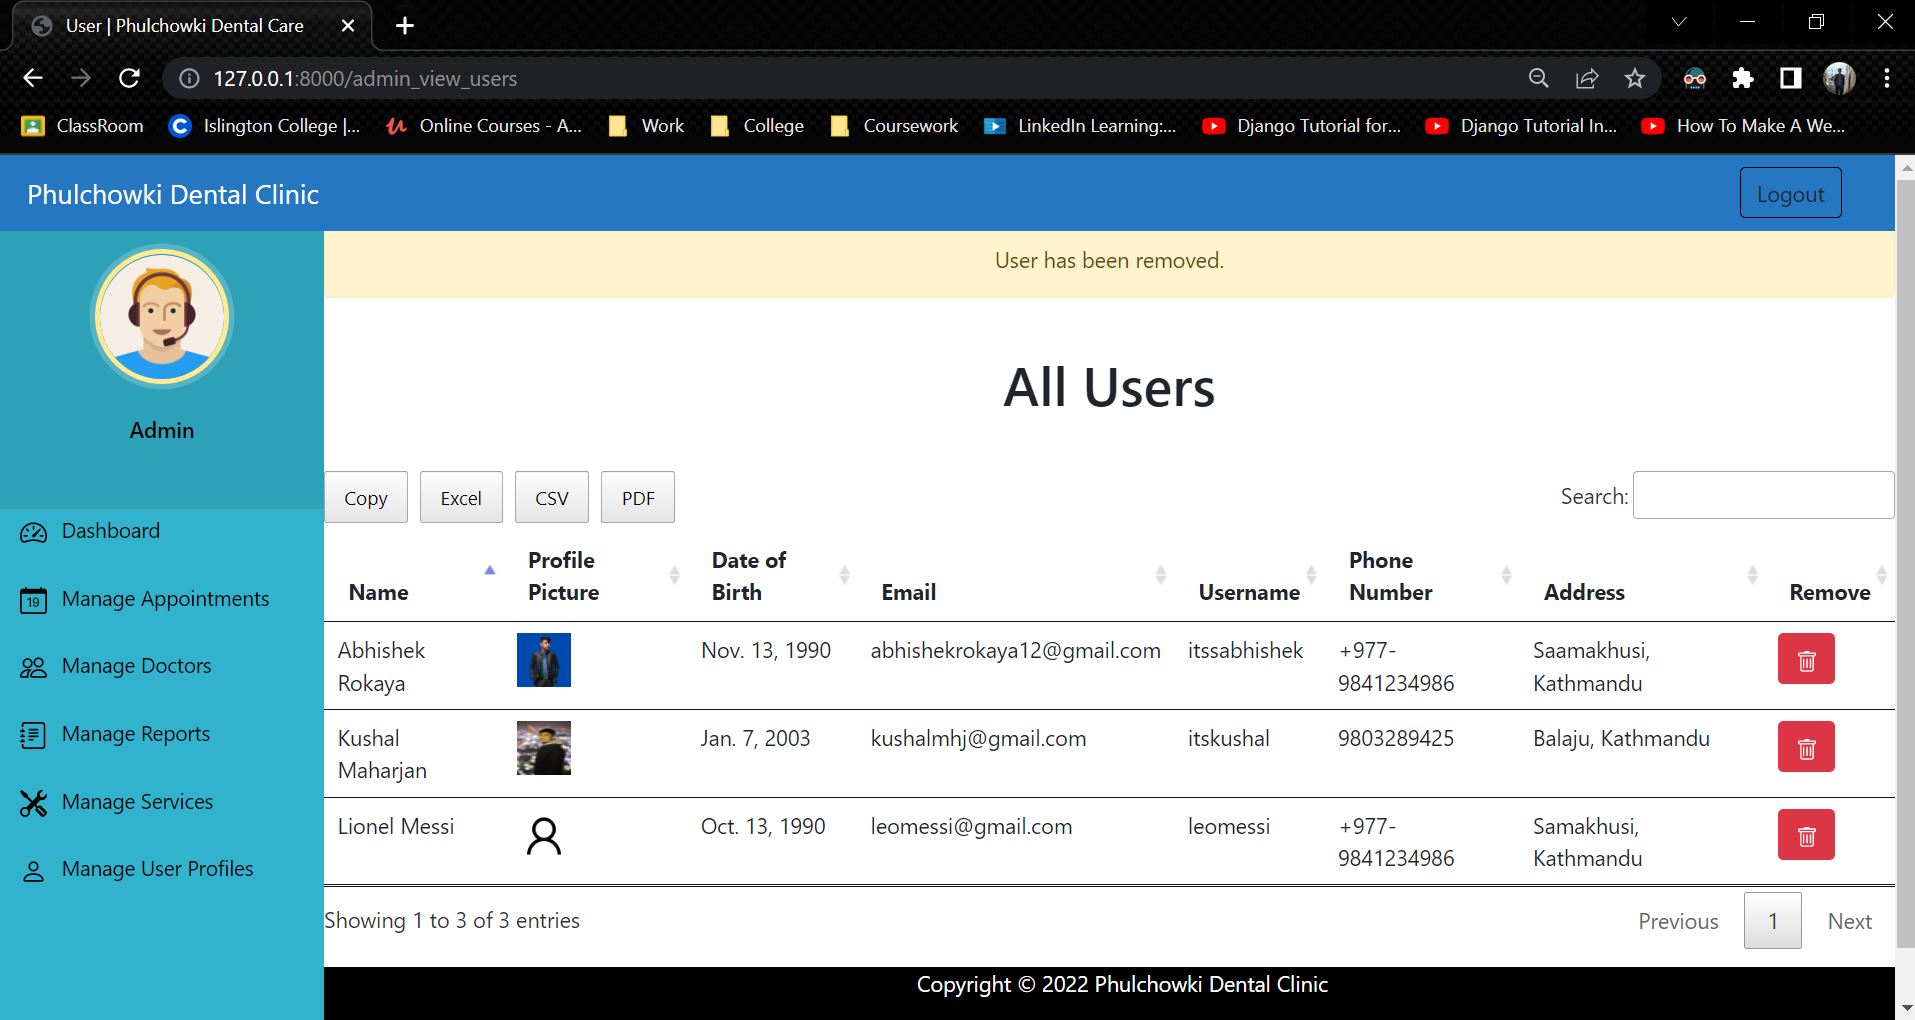 User | Phulchowki Dental Care
127.0.0.1:8000/admin_view_users
ClassRoom Islington College |... Online Courses - A... Work College Coursework LinkedIn Learning:... Django Tutorial for... Django Tutorial In... How To Make A We...
Phulchowki Dental Clinic Logout
User has been removed.
Admin
Dashboard
19 Manage Appointments
Manage Doctors
Manage Reports
Manage Services
Manage User Profiles
All Users
Copy Excel CSV PDF Search:
Name Profile Picture Date of Birth Email Username Phone Number Address Remove
Abhishek Rokaya Nov. 13, 1990 abhishekrokaya12@gmail.com itssabhishek +977-9841234986 Saamakhusi, Kathmandu
Kushal Maharjan Jan. 7, 2003 kushalmhj@gmail.com itskushal 9803289425 Balaju, Kathmandu
Lionel Messi Oct. 13, 1990 leomessi@gmail.com leomessi +977-9841234986 Samakhusi, Kathmandu
Showing 1 to 3 of 3 entries Previous 1 Next
Copyright © 2022 Phulchowki Dental Clinic